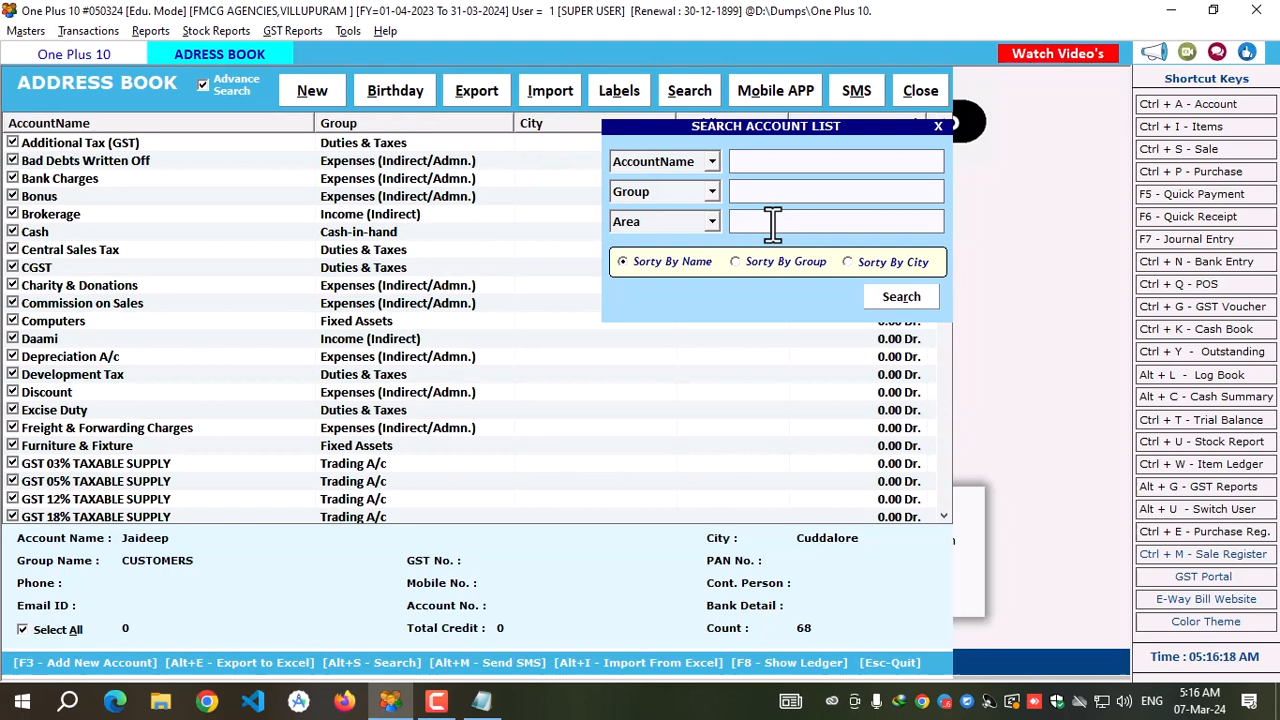 One Plus 10 #050324 [Edu. Mode] [FMCG AGENCIES,VILLUPURAM ] [FY=01-04-2023 To 31-03-2024] User = 1 [SUPER USER] [Renewal : 30-12-1899] @D:\Dumps\One Plus 10.
Masters Transactions Reports Stock Reports GST Reports Tools Help
One Plus 10 ADRESS BOOK Watch Video's
ADDRESS BOOK Advance Search New Birthday Export Import Labels Search Mobile APP SMS Close
AccountName Group City
Additional Tax (GST) Duties & Taxes
Bad Debts Written Off Expenses (Indirect/Admn.)
Bank Charges Expenses (Indirect/Admn.)
Bonus Expenses (Indirect/Admn.)
Brokerage Income (Indirect)
Cash Cash-in-hand
Central Sales Tax Duties & Taxes
CGST Duties & Taxes
Charity & Donations Expenses (Indirect/Admn.)
Commission on Sales Expenses (Indirect/Admn.)
Computers Fixed Assets 0.00 Dr.
Daami Income (Indirect) 0.00 Dr.
Depreciation A/c Expenses (Indirect/Admn.) 0.00 Dr.
Development Tax Duties & Taxes 0.00 Dr.
Discount Expenses (Indirect/Admn.) 0.00 Dr.
Excise Duty Duties & Taxes 0.00 Dr.
Freight & Forwarding Charges Expenses (Indirect/Admn.) 0.00 Dr.
Furniture & Fixture Fixed Assets 0.00 Dr.
GST 03% TAXABLE SUPPLY Trading A/c 0.00 Dr.
GST 05% TAXABLE SUPPLY Trading A/c 0.00 Dr.
GST 12% TAXABLE SUPPLY Trading A/c 0.00 Dr.
GST 18% TAXABLE SUPPLY Trading A/c 0.00 Dr.
SEARCH ACCOUNT LIST X
AccountName
Group
Area
Sorty By Name Sorty By Group Sorty By City
Search
Account Name : Jaideep City : Cuddalore
Group Name : CUSTOMERS GST No. : PAN No. :
Phone : Mobile No. : Cont. Person :
Email ID : Account No. : Bank Detail :
Select All 0 Total Credit : 0 Count : 68
[F3 - Add New Account] [Alt+E - Export to Excel] [Alt+S - Search] [Alt+M - Send SMS] [Alt+I - Import From Excel] [F8 - Show Ledger] [Esc-Quit]
Shortcut Keys
Ctrl + A - Account
Ctrl + I - Items
Ctrl + S - Sale
Ctrl + P - Purchase
F5 - Quick Payment
F6 - Quick Receipt
F7 - Journal Entry
Ctrl + N - Bank Entry
Ctrl + Q - POS
Ctrl + G - GST Voucher
Ctrl + K - Cash Book
Ctrl + Y - Outstanding
Alt + L - Log Book
Alt + C - Cash Summary
Ctrl + T - Trial Balance
Ctrl + U - Stock Report
Ctrl + W - Item Ledger
Alt + G - GST Reports
Alt + U - Switch User
Ctrl + E - Purchase Reg.
Ctrl + M - Sale Register
GST Portal
E-Way Bill Website
Color Theme
Time : 05:16:18 AM
ENG
5:16 AM
07-Mar-24